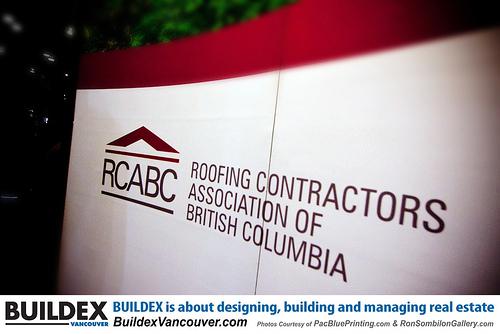 RCABC
ROOFING CONTRACTORS
ASSOCIATION OF
BRITISH COLUMBIA
BUILDEX
VANCOUVER
BUILDEX is about designing, building and managing real estate
BuildexVancouver.com
Photos Courtesy of PacBluePrinting.com & RonSombilonGallery.com